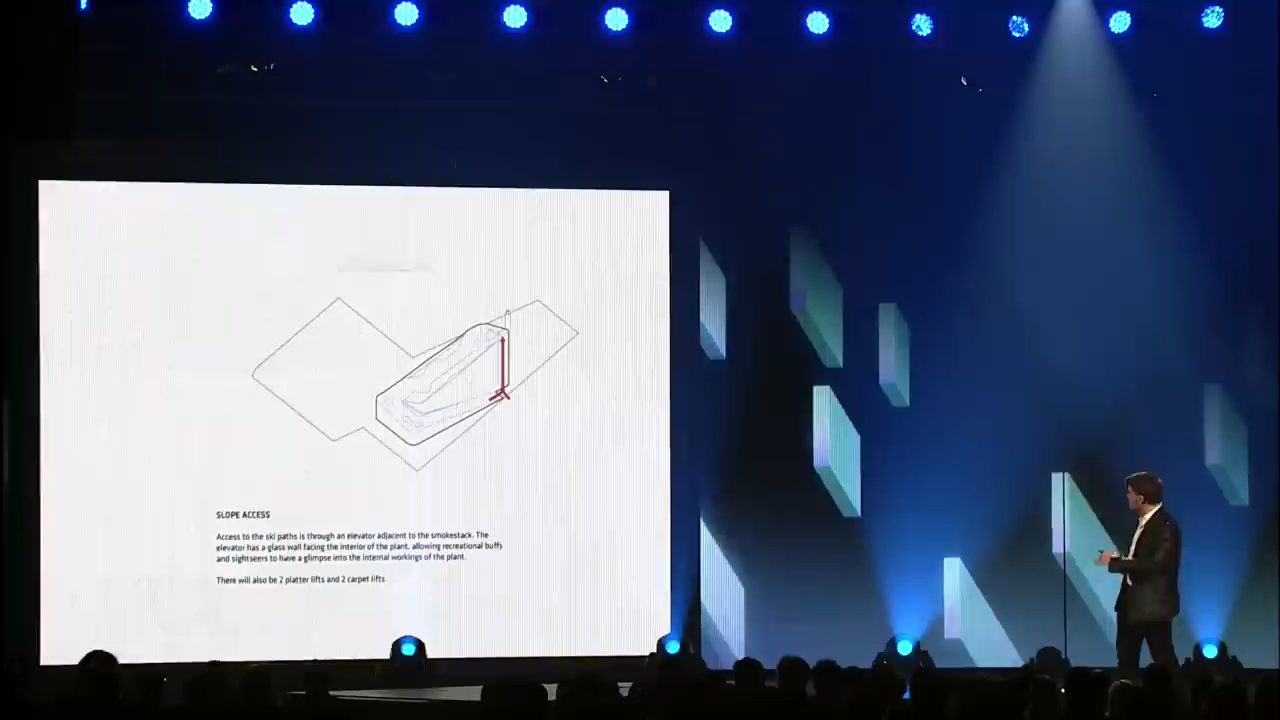 SLOPE ACCESS
Access to the ski paths is through an elevator adjacent to the smokestack. The
elevator has a glass wall facing the interior of the plant, allowing recreational buffs
and sightseers to have a glimpse into the internal workings of the plant.
There will also be 2 platter lifts and 2 carpet lifts.